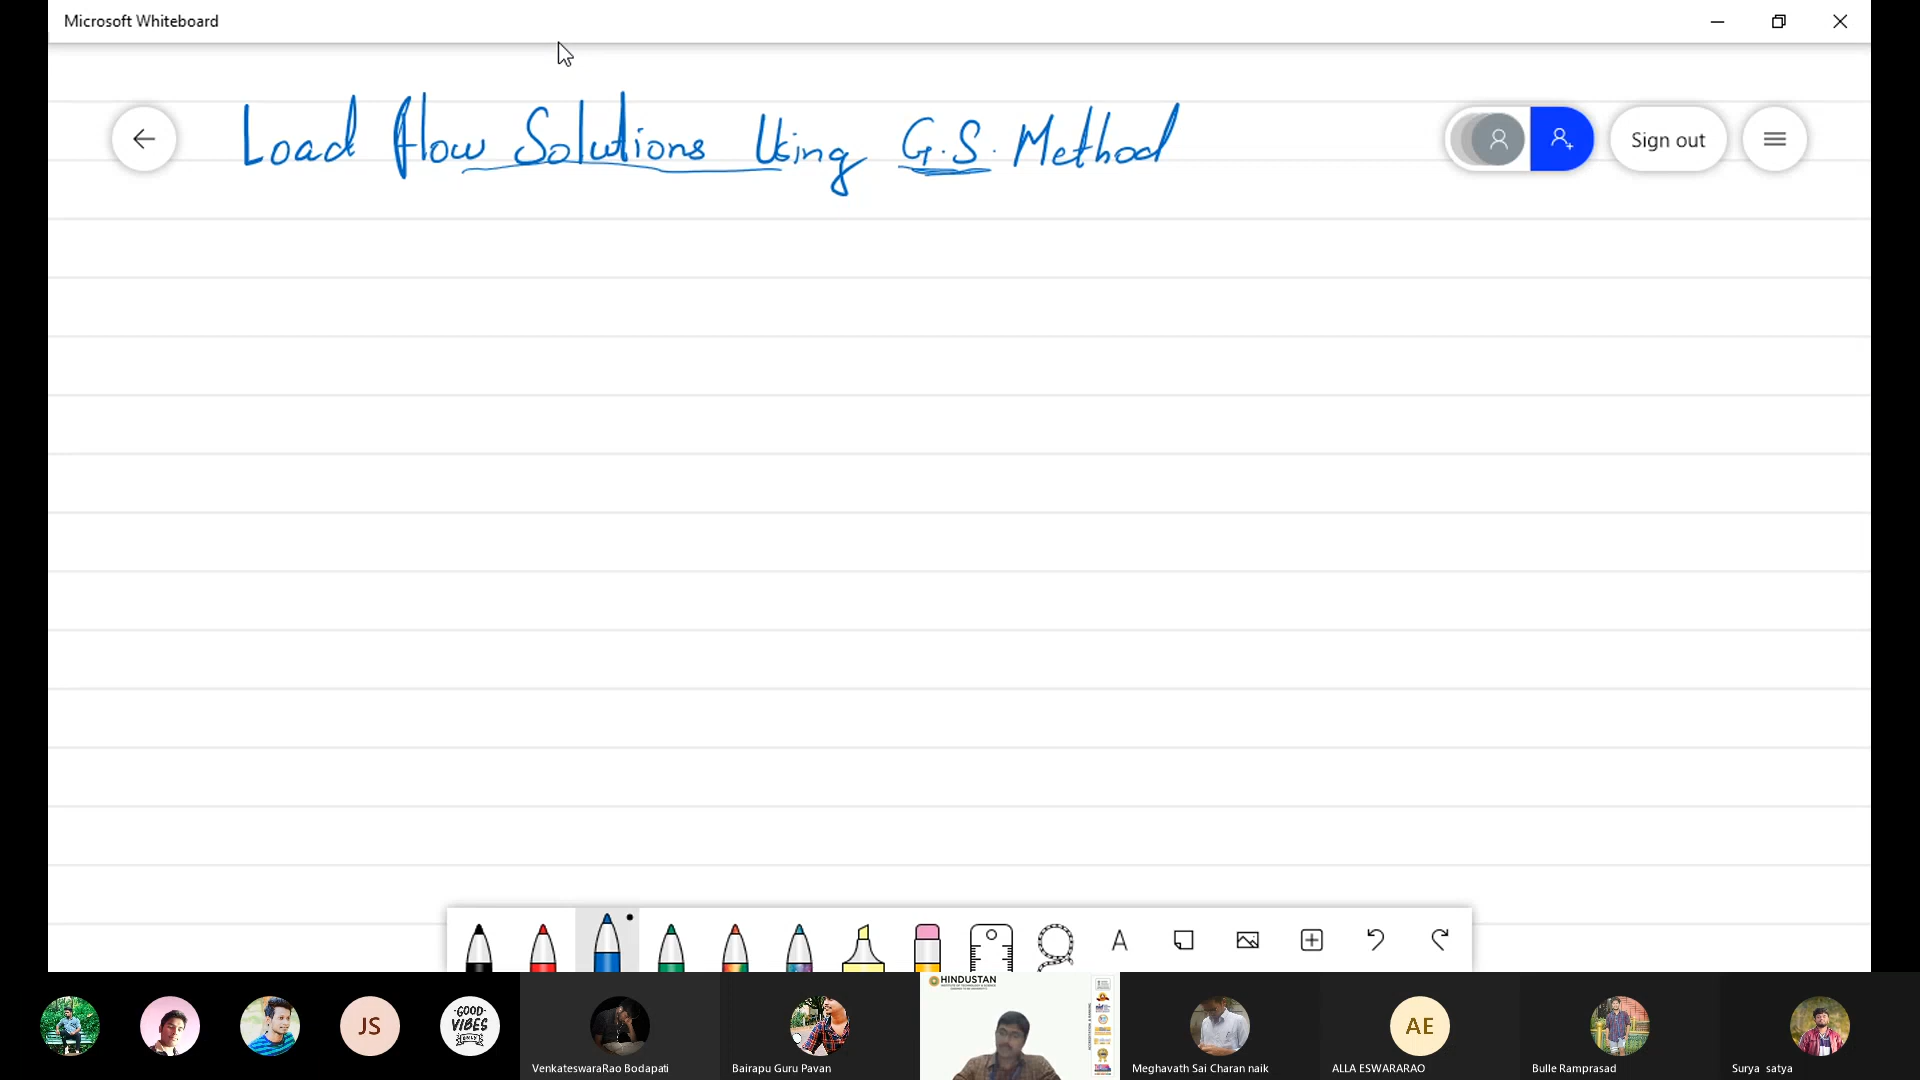 Microsoft Whiteboard
Load flow Solutions Using G.S. Method
Sign out
JS
GOOD
VIBES
ONLY
VenkateswaraRao Bodapati
Bairapu Guru Pavan
HINDUSTAN
Meghavath Sai Charan naik
AE
ALLA ESWARARAO
Bulle Ramprasad
Surya satya